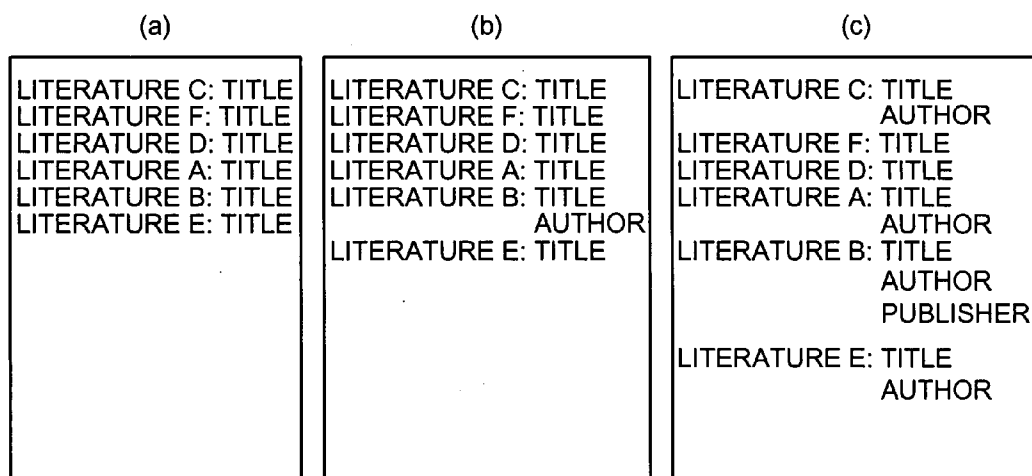 (a)
LITERATURE C: TITLE
LITERATURE F: TITLE
LITERATURE D: TITLE
LITERATURE A: TITLE
LITERATURE B: TITLE
LITERATURE E: TITLE
(b)
LITERATURE C: TITLE
LITERATURE F: TITLE
LITERATURE D: TITLE
LITERATURE A: TITLE
LITERATURE B: TITLE
AUTHOR
LITERATURE E: TITLE
(c)
LITERATURE C: TITLE
AUTHOR
LITERATURE F: TITLE
LITERATURE D: TITLE
LITERATURE A: TITLE
AUTHOR
LITERATURE B: TITLE
AUTHOR
PUBLISHER
LITERATURE E: TITLE
AUTHOR